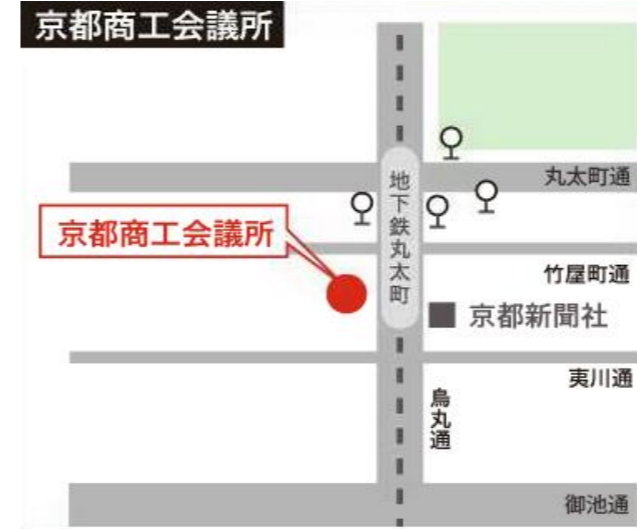 京都商工会議所
丸太町通
地下鉄丸太町
京都商工会議所
竹屋町通
京都新聞社
夷川通
烏丸通
御池通